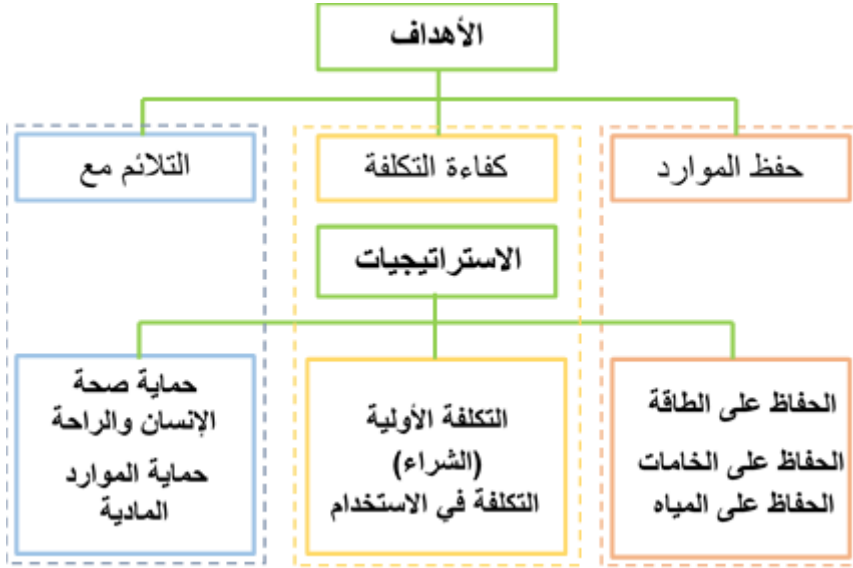 الأهداف
حفظ الموارد
كفاءة التكلفة
التلائم مع
الاستراتيجيات
الحفاظ على الطاقة
الحفاظ على الخامات
الحفاظ على المياه
التكلفة الأولية
(الشراء)
التكلفة في الاستخدام
حماية صحة
الإنسان والراحة
حماية الموارد
المادية